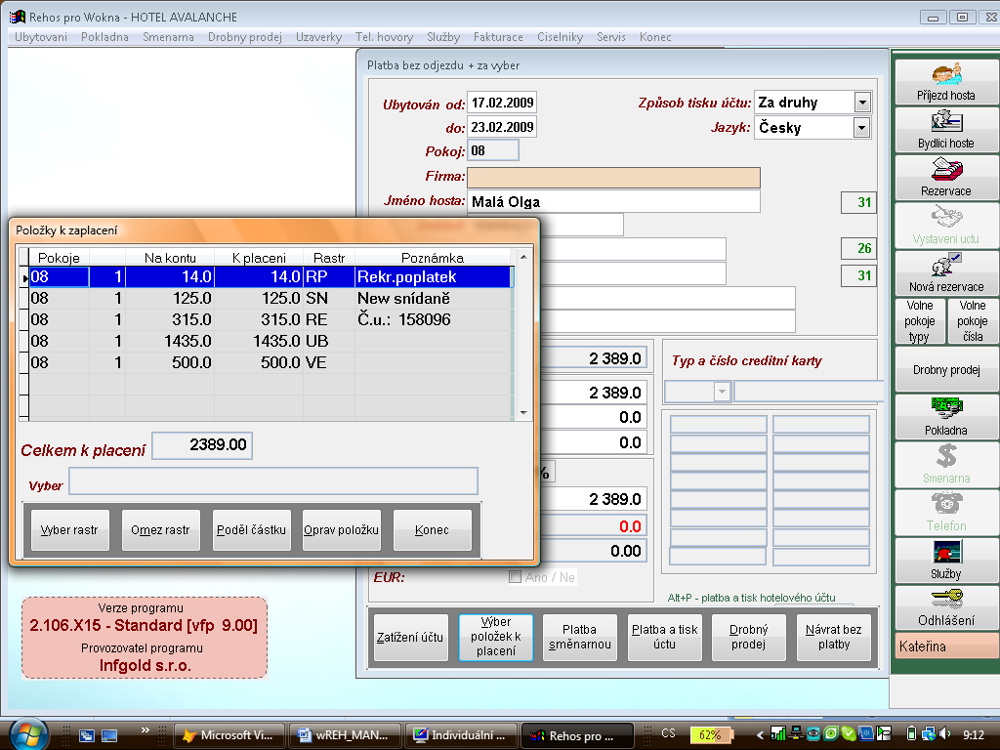 Rehos pro Wokna - HOTEL AVALANCHE
Ubytovani Pokladna Smenarna Drobny prodej Uzaverky Tel. hovory Služby Fakturace Ciselniky Servis Konec
Platba bez odjezdu + za vyber
Ubytován od: 17.02.2009
Způsob tisku účtu: Za druhy
do: 23.02.2009
Jazyk: Česky
Pokoj: 08
Firma:
Jméno hosta: Malá Olga
31
26
31
2 389.0
Typ a číslo creditní karty
2 389.0
0.0
0.0
%
2 389.0
0.0
0.00
EUR:
Ano / Ne
Alt+P - platba a tisk hotelového účtu
Zatížení účtu
Výber
položek k
placení
Platba
směnarnou
Platba a tisk
účtu
Drobný
prodej
Návrat bez
platby
Položky k zaplacení
Pokoje Na kontu K placeni Rastr Poznámka
08 1 14.0 14.0 RP Rekr.poplatek
08 1 125.0 125.0 SN New snídaně
08 1 315.0 315.0 RE Č.u.: 158096
08 1 1435.0 1435.0 UB
08 1 500.0 500.0 VE
Celkem k placení 2389.00
Vyber
Vyber rastr
Omez rastr
Poděl částku
Oprav položku
Konec
Verze programu
2.106.X15 - Standard [vfp 9.00]
Provozovatel programu
Infgold s.r.o.
Příjezd hosta
Bydlici hoste
Rezervace
Vystaveni uctu
Nová rezervace
Volne
pokoje
typy
Volne
pokoje
čísla
Drobny prodej
Pokladna
Smenarna
Telefon
Služby
Odhlášení
Kateřina
Microsoft Vi...
wREH_MAN...
Individuální ...
Rehos pro ...
CS
62%
9:12